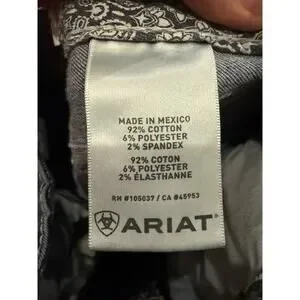 MADE IN MEXICO
92% COTTON
6% POLYESTER
2% SPANDEX
92% COTON
6% POLYESTER
2% ÉLASTHANNE
RN #105037 / CA #45953
ARIAT